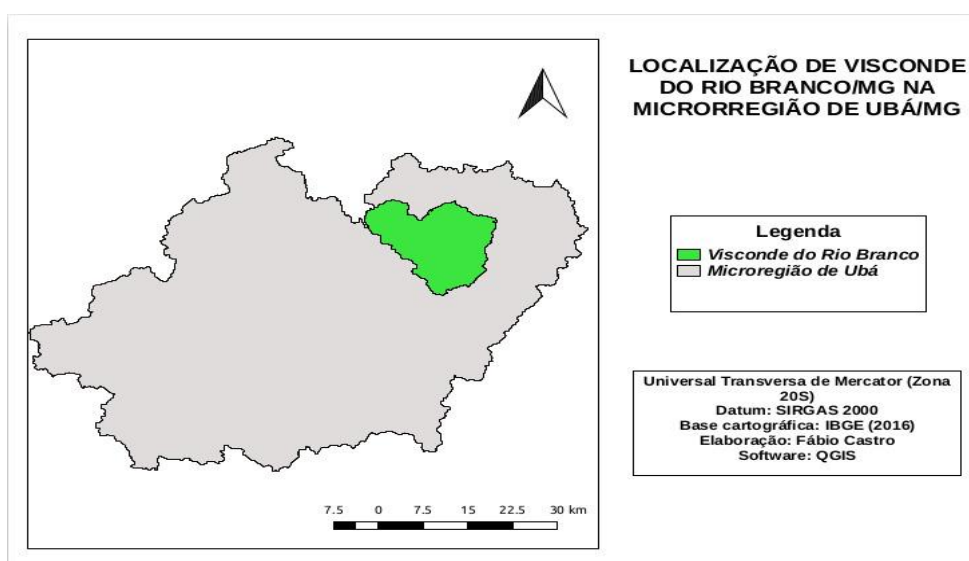 LOCALIZAÇÃO DE VISCONDE
DO RIO BRANCO/MG NA
MICRORREGIÃO DE UBÁ/MG
Legenda
Visconde do Rio Branco
Microregião de Ubá
Universal Transversa de Mercator (Zona
20S)
Datum: SIRGAS 2000
Base cartográfica: IBGE (2016)
Elaboração: Fábio Castro
Software: QGIS
7.5 0 7.5 15 22.5 30 km